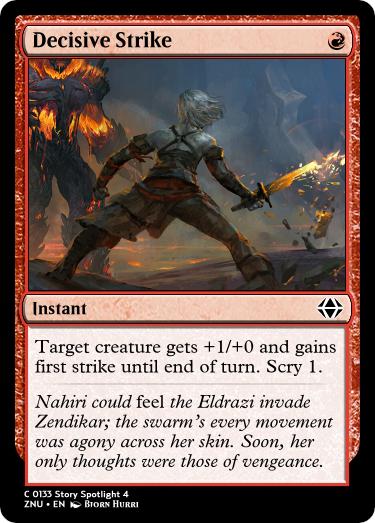 Decisive Strike
Instant
Target creature gets +1/+0 and gains
first strike until end of turn. Scry 1.
Nahiri could feel the Eldrazi invade
Zendikar; the swarm's every movement
was agony across her skin. Soon, her
only thoughts were those of vengeance.
C 0133 Story Spotlight 4
ZNU • EN Bjorn Hurri